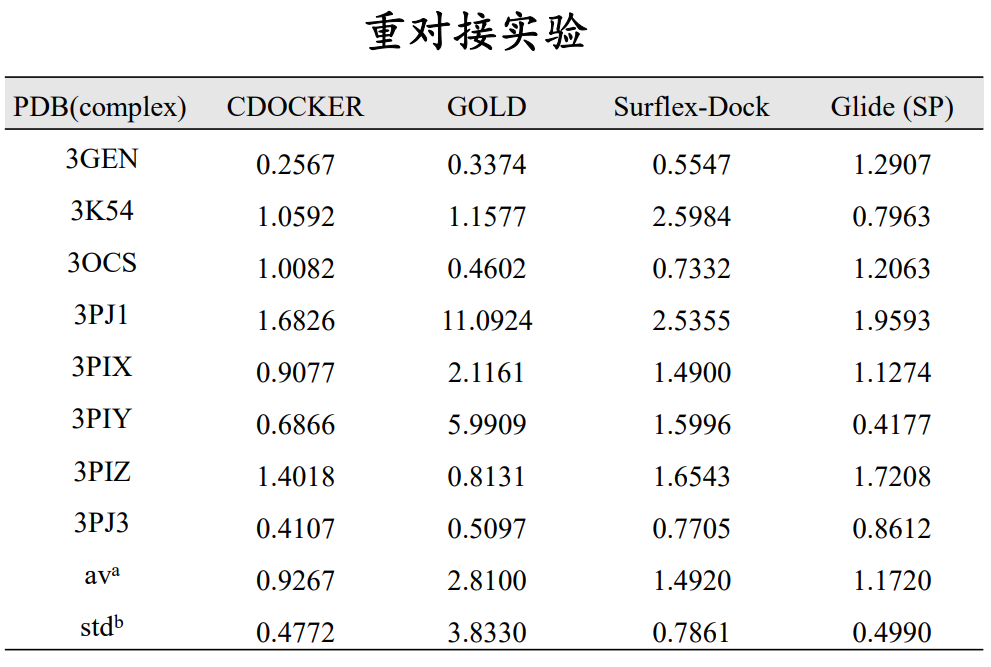 重对接实验
PDB(complex) CDOCKER GOLD Surflex-Dock Glide (SP)
3GEN 0.2567 0.3374 0.5547 1.2907
3K54 1.0592 1.1577 2.5984 0.7963
3OCS 1.0082 0.4602 0.7332 1.2063
3PJ1 1.6826 11.0924 2.5355 1.9593
3PIX 0.9077 2.1161 1.4900 1.1274
3PIY 0.6866 5.9909 1.5996 0.4177
3PIZ 1.4018 0.8131 1.6543 1.7208
3PJ3 0.4107 0.5097 0.7705 0.8612
avᵃ 0.9267 2.8100 1.4920 1.1720
stdᵇ 0.4772 3.8330 0.7861 0.4990